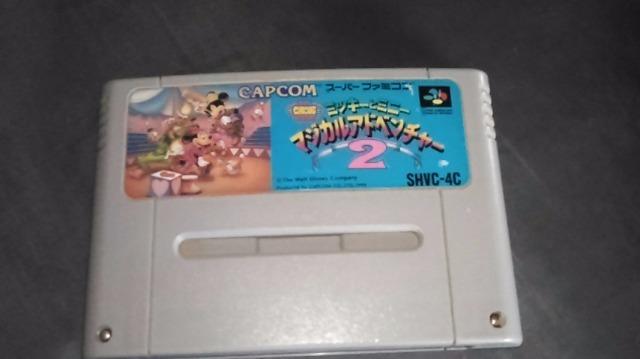 CAPCOM
スーパーファミコン
CIRCUS
ミッキーとミニー
マジカルアドベンチャー
2
© The Walt Disney Company
SHVC-4C